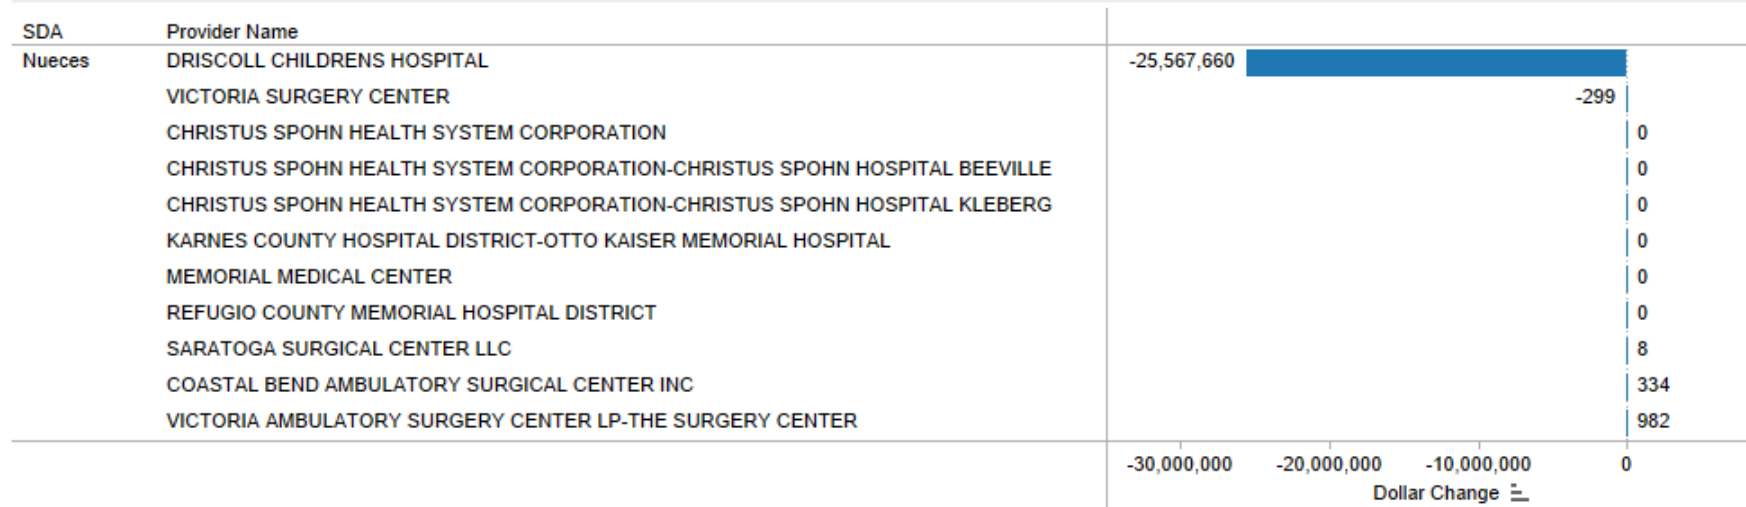 SDA Provider Name
Nueces DRISCOLL CHILDRENS HOSPITAL -25,567,660
VICTORIA SURGERY CENTER -299
CHRISTUS SPOHN HEALTH SYSTEM CORPORATION 0
CHRISTUS SPOHN HEALTH SYSTEM CORPORATION-CHRISTUS SPOHN HOSPITAL BEEVILLE 0
CHRISTUS SPOHN HEALTH SYSTEM CORPORATION-CHRISTUS SPOHN HOSPITAL KLEBERG 0
KARNES COUNTY HOSPITAL DISTRICT-OTTO KAISER MEMORIAL HOSPITAL 0
MEMORIAL MEDICAL CENTER 0
REFUGIO COUNTY MEMORIAL HOSPITAL DISTRICT 0
SARATOGA SURGICAL CENTER LLC 8
COASTAL BEND AMBULATORY SURGICAL CENTER INC 334
VICTORIA AMBULATORY SURGERY CENTER LP-THE SURGERY CENTER 982
-30,000,000 -20,000,000 -10,000,000 0
Dollar Change